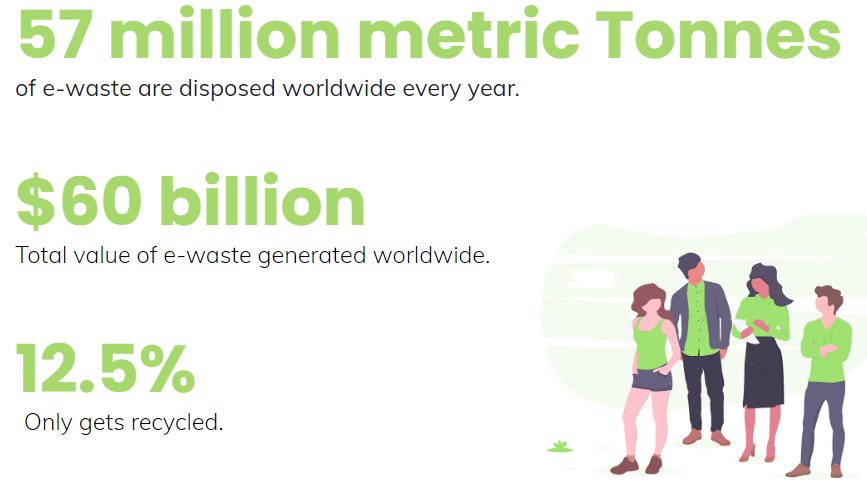 57 million metric Tonnes
of e-waste are disposed worldwide every year.
$60 billion
Total value of e-waste generated worldwide.
12.5%
Only gets recycled.